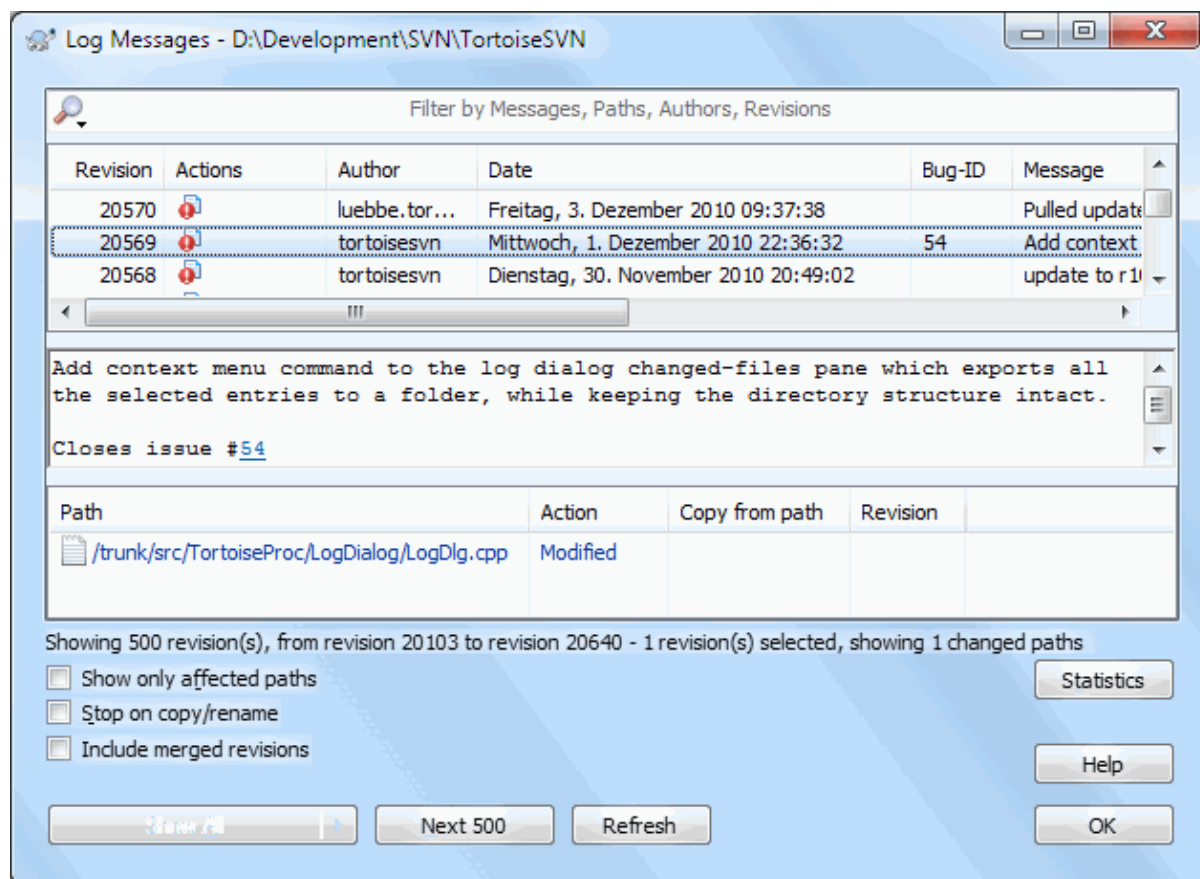 Log Messages - D:\Development\SVN\TortoiseSVN
Filter by Messages, Paths, Authors, Revisions
Revision Actions Author Date Bug-ID Message
20570 luebbe.tor... Freitag, 3. Dezember 2010 09:37:38 Pulled update
20569 tortoisesvn Mittwoch, 1. Dezember 2010 22:36:32 54 Add context
20568 tortoisesvn Dienstag, 30. November 2010 20:49:02 update to
Add context menu command to the log dialog changed-files pane which exports all
the selected entries to a folder, while keeping the directory structure intact.
Closes issue #54
Path Action Copy from path Revision
/trunk/src/TortoiseProc/LogDialog/LogDlg.cpp Modified
Showing 500 revision(s), from revision 20103 to revision 20640 - 1 revision(s) selected, showing 1 changed paths
Show only affected paths
Statistics
Stop on copy/rename
Include merged revisions
Help
Next 500 Refresh OK